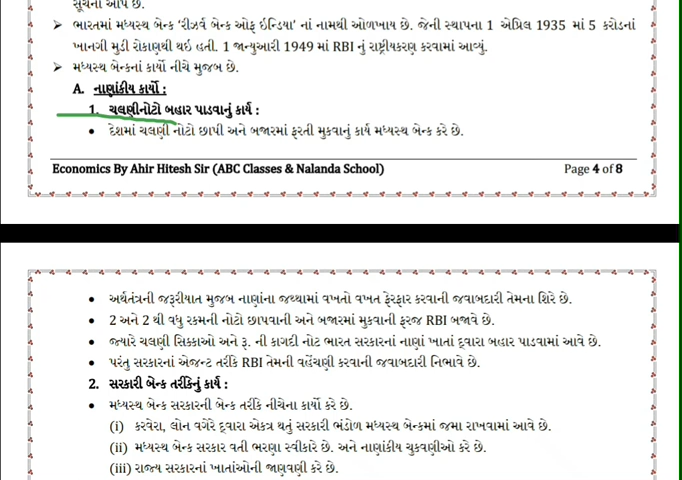 સૂચના આપે છે.
➢ ભારતમાં મધ્યસ્થ બેન્ક ‘રીઝર્વ બેન્ક ઓફ ઇન્ડિયા’ નાં નામથી ઓળખાય છે. જેની સ્થાપના 1 એપ્રિલ 1935 માં 5 કરોડનાં
ખાનગી મુડી રોકાણથી થઇ હતી. 1 જાન્યુઆરી 1949 માં RBI નું રાષ્ટ્રીયકરણ કરવામાં આવ્યું.
➢ મધ્યસ્થ બેન્કનાં કાર્યો નીચે મુજબ છે.
A. નાણાંકીય કાર્યો :
1. ચલણીનોટો બહાર પાડવાનું કાર્ય :
• દેશમાં ચલણી નોટો છાપી અને બજારમાં ફરતી મુકવાનું કાર્ય મધ્યસ્થ બેન્ક કરે છે.
Economics By Ahir Hitesh Sir (ABC Classes & Nalanda School) Page 4 of 8
• અર્થતંત્રની જરૂરીયાત મુજબ નાણાંના જથ્થામાં વખતો વખત ફેરફાર કરવાની જવાબદારી તેમના શિરે છે.
• 2 અને 2 થી વધુ રકમની નોટો છાપવાની અને બજારમાં મુકવાની ફરજ RBI બજાવે છે.
• જ્યારે ચલણી સિક્કાઓ અને રૂ. ની કાગદી નોટ ભારત સરકારનાં નાણાં ખાતાં દ્વારા બહાર પાડવામાં આવે છે.
• પરંતુ સરકારનાં એજન્ટ તરીકે RBI તેમની વહેંચણી કરવાની જવાબદારી નિભાવે છે.
2. સરકારી બેન્ક તરીકેનું કાર્ય :
• મધ્યસ્થ બેન્ક સરકારની બેન્ક તરીકે નીચેના કાર્યો કરે છે.
(i) કરવેરા, લોન વગેરે દ્વારા એકત્ર થતું સરકારી ભંડોળ મધ્યસ્થ બેન્કમાં જમા રાખવામાં આવે છે.
(ii) મધ્યસ્થ બેન્ક સરકાર વતી ભરણા સ્વીકારે છે. અને નાણાંકીય ચુકવણીઓ કરે છે.
(iii) રાજ્ય સરકારનાં ખાતાંઓની જાણવણી કરે છે.